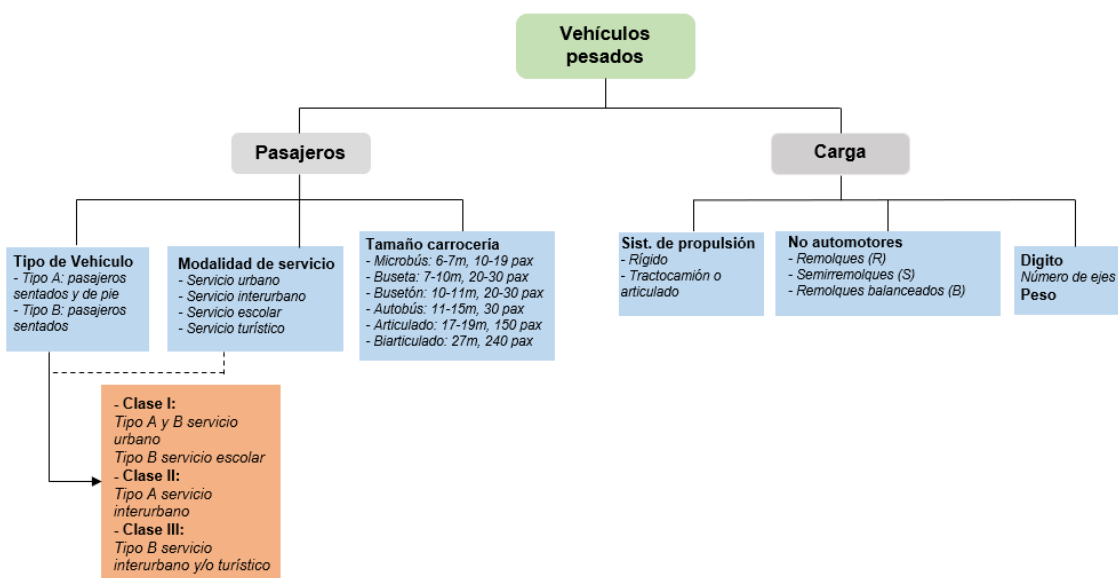 Vehículos
pesados
Pasajeros
Carga
Tipo de Vehículo
- Tipo A: pasajeros
sentados y de pie
- Tipo B: pasajeros
sentados
Modalidad de servicio
- Servicio urbano
- Servicio interurbano
- Servicio escolar
- Servicio turístico
Tamaño carrocería
- Microbús: 6-7m, 10-19 pax
- Buseta: 7-10m, 20-30 pax
- Busetón: 10-11m, 20-30 pax
- Autobús: 11-15m, 30 pax
- Articulado: 17-19m, 150 pax
- Biarticulado: 27m, 240 pax
Sist. de propulsión
- Rígido
- Tractocamión o
articulado
No automotores
- Remolques (R)
- Semirremolques (S)
- Remolques balanceados (B)
Digito
Número de ejes
Peso
- Clase I:
Tipo A y B servicio
urbano
Tipo B servicio escolar
- Clase II:
Tipo A servicio
interurbano
- Clase III:
Tipo B servicio
interurbano y/o turístico